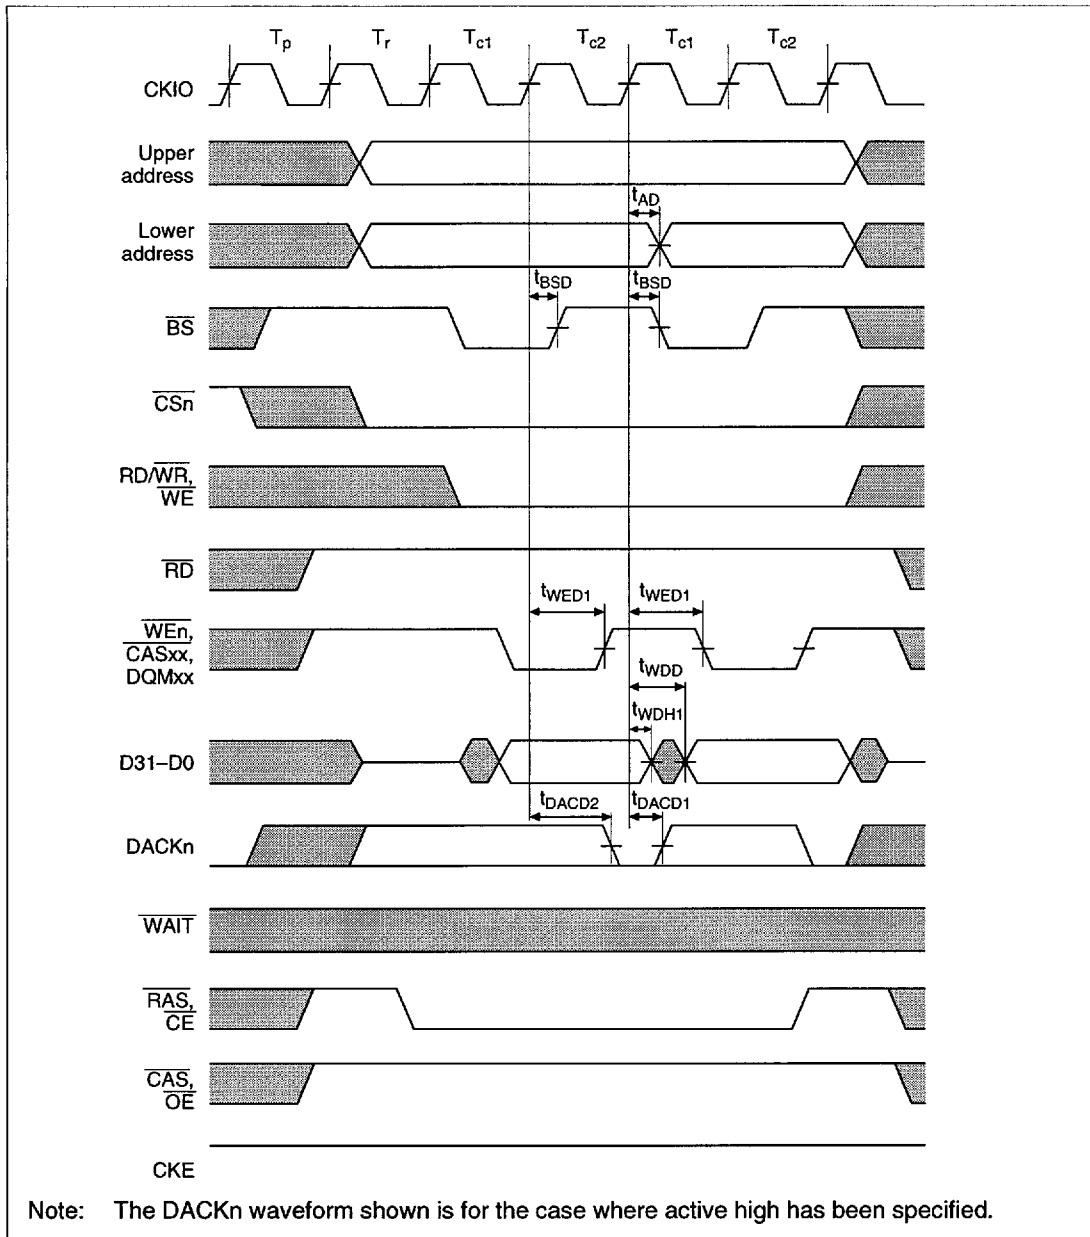 Tp Tr Tc1 Tc2 Tc1 Tc2
CKIO
Upper
address
tAD
Lower
address
tBSD tBSD
BS
CSn
RD/WR,
WE
RD
tWED1 tWED1
WEn,
CASxx,
DQMxx
tWDD
tWDH1
D31–D0
tDACD2 tDACD1
DACKn
WAIT
RAS,
CE
CAS,
OE
CKE
Note: The DACKn waveform shown is for the case where active high has been specified.